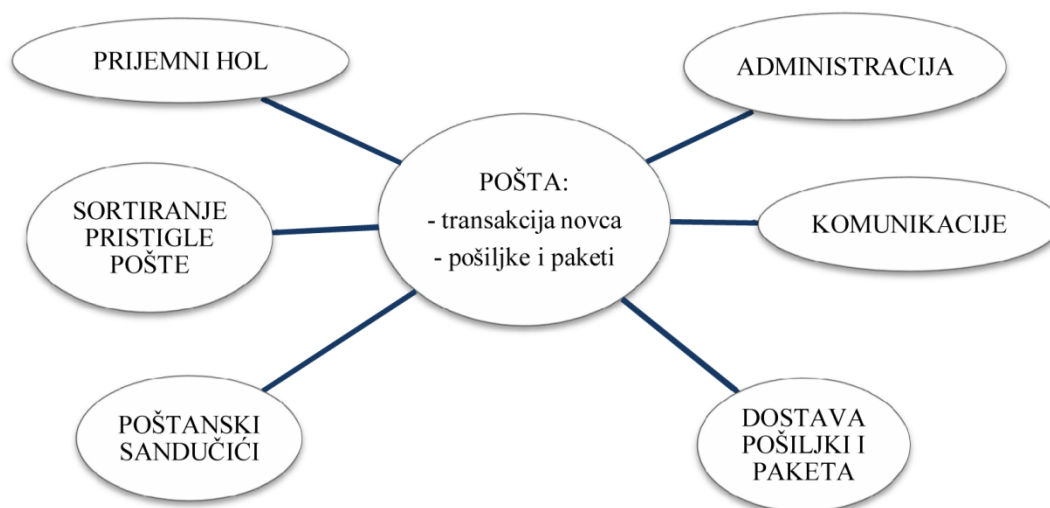 PRIJEMNI HOL
ADMINISTRACIJA
POŠTA:
- transakcija novca
- pošiljke i paketi
SORTIRANJE
PRISTIGLE
POŠTE
KOMUNIKACIJE
POŠTANSKI
SANDUČIĆI
DOSTAVA
POŠILJKI I
PAKETA